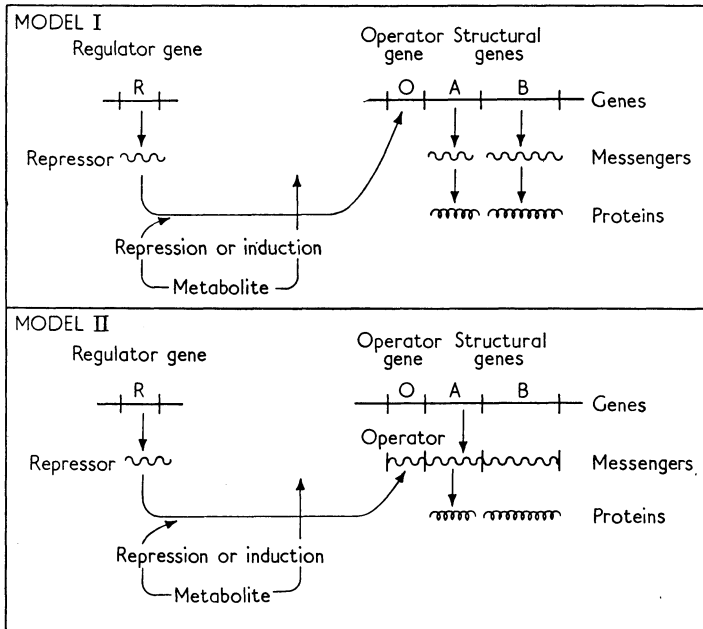 MODEL I
Regulator gene
Operator gene
Structural genes
R
O A B
Genes
Repressor
Messengers
Proteins
Repression or induction
Metabolite
MODEL II
Regulator gene
Operator gene
Structural genes
R
O A B
Genes
Operator
Repressor
Messengers
Proteins
Repression or induction
Metabolite